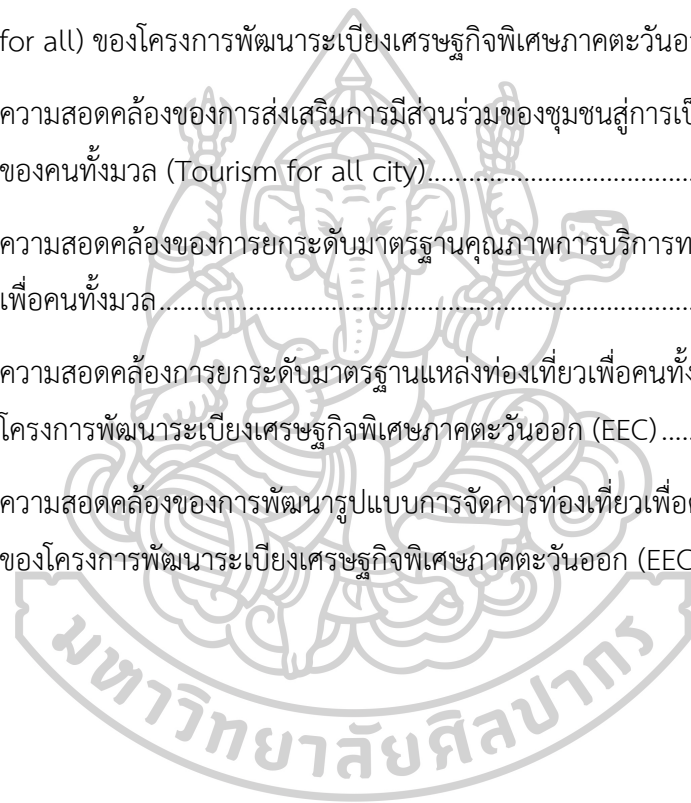 for all) ของโครงการพัฒนาระเบียงเศรษฐกิจพิเศษภาคตะวันออ
ความสอดคล้องของการส่งเสริมการมีส่วนร่วมของชุมชนสู่การเป็
ของคนทั้งมวล (Tourism for all city)
ความสอดคล้องของการยกระดับมาตรฐานคุณภาพการบริการท
เพื่อคนทั้งมวล
ความสอดคล้องการยกระดับมาตรฐานแหล่งท่องเที่ยวเพื่อคนทั้ง
โครงการพัฒนาระเบียงเศรษฐกิจพิเศษภาคตะวันออก (EEC)
ความสอดคล้องของการพัฒนารูปแบบการจัดการท่องเที่ยวเพื่อค
ของโครงการพัฒนาระเบียงเศรษฐกิจพิเศษภาคตะวันออก (EEC
มหาวิทยาลัยศิลปากร